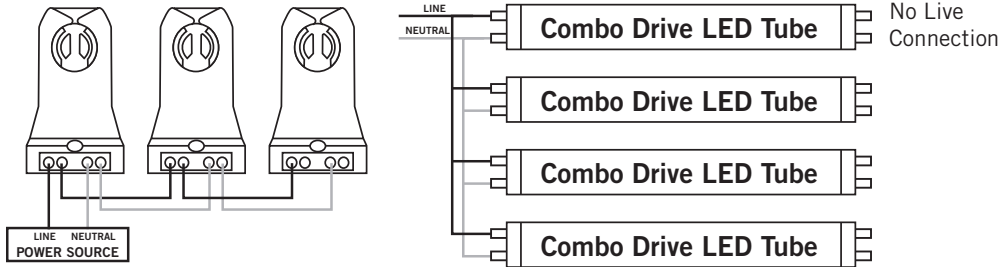 LINE NEUTRAL
POWER SOURCE
LINE
NEUTRAL
Combo Drive LED Tube
No Live
Connection
Combo Drive LED Tube
Combo Drive LED Tube
Combo Drive LED Tube